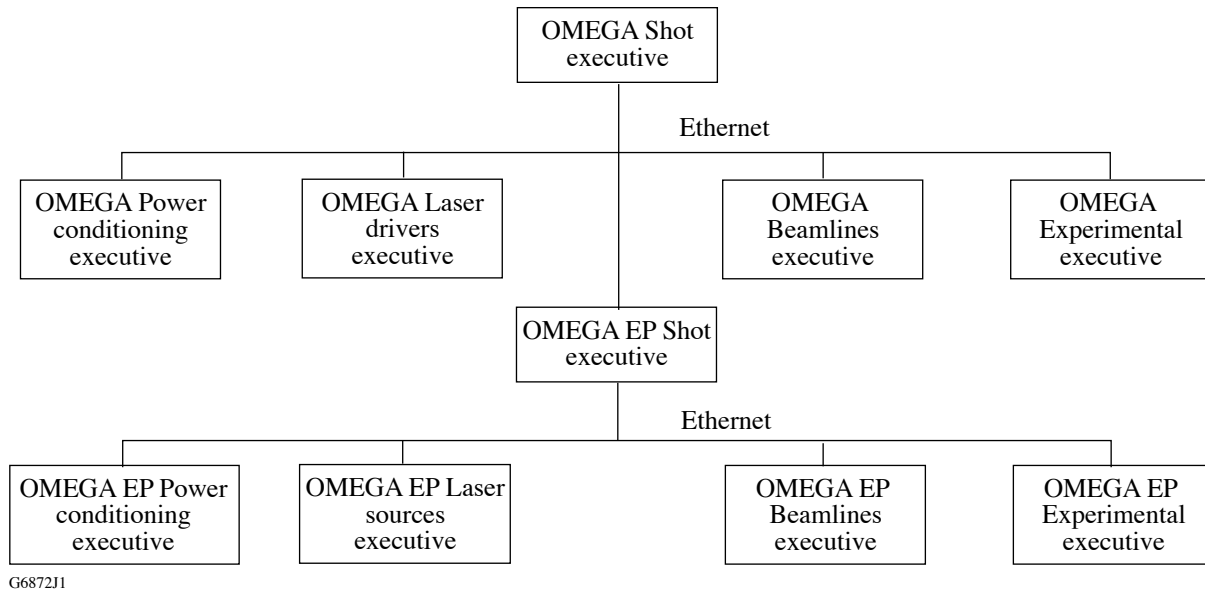 OMEGA Shot
executive
Ethernet
OMEGA Power
conditioning
executive
OMEGA Laser
drivers
executive
OMEGA
Beamlines
executive
OMEGA
Experimental
executive
OMEGA EP Shot
executive
Ethernet
OMEGA EP Power
conditioning
executive
OMEGA EP Laser
sources
executive
OMEGA EP
Beamlines
executive
OMEGA EP
Experimental
executive
G6872J1